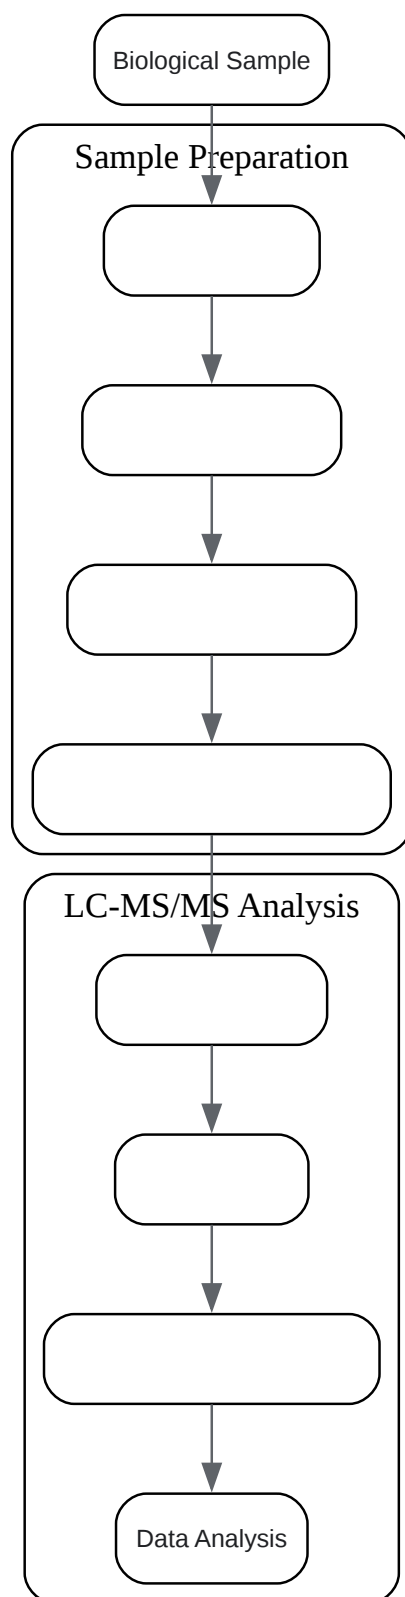 Biological Sample
Sample Preparation
LC-MS/MS Analysis
Data Analysis